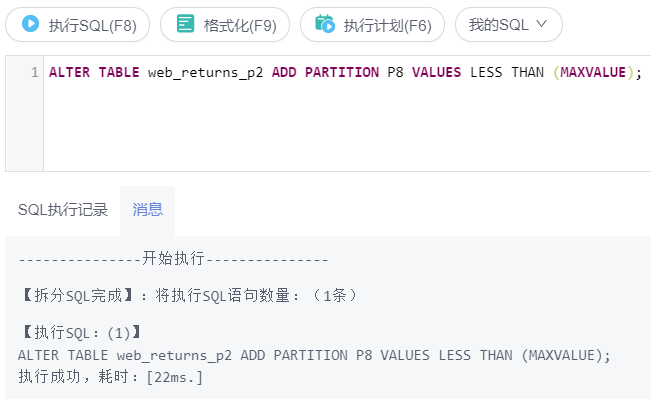 执行SQL(F8) 格式化(F9) 执行计划(F6) 我的SQL
1 ALTER TABLE web_returns_p2 ADD PARTITION P8 VALUES LESS THAN (MAXVALUE);
SQL执行记录 消息
---------------开始执行---------------
【拆分SQL完成】：将执行SQL语句数量：（1条）
【执行SQL：(1)】
ALTER TABLE web_returns_p2 ADD PARTITION P8 VALUES LESS THAN (MAXVALUE);
执行成功，耗时：[22ms.]